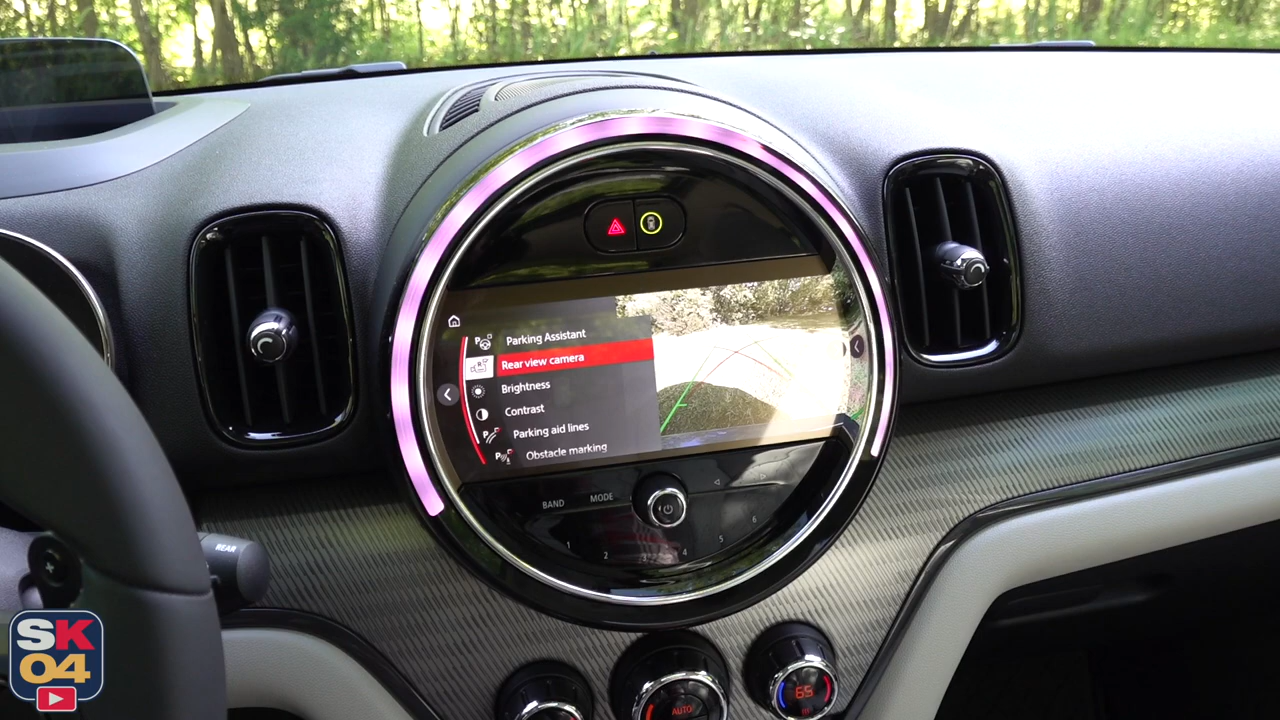 Parking Assistant
Rear view camera
Brightness
Contrast
Parking aid lines
Obstacle marking
BAND
MODE
1
2
4
5
6
REAR
AUTO
65
SK
04